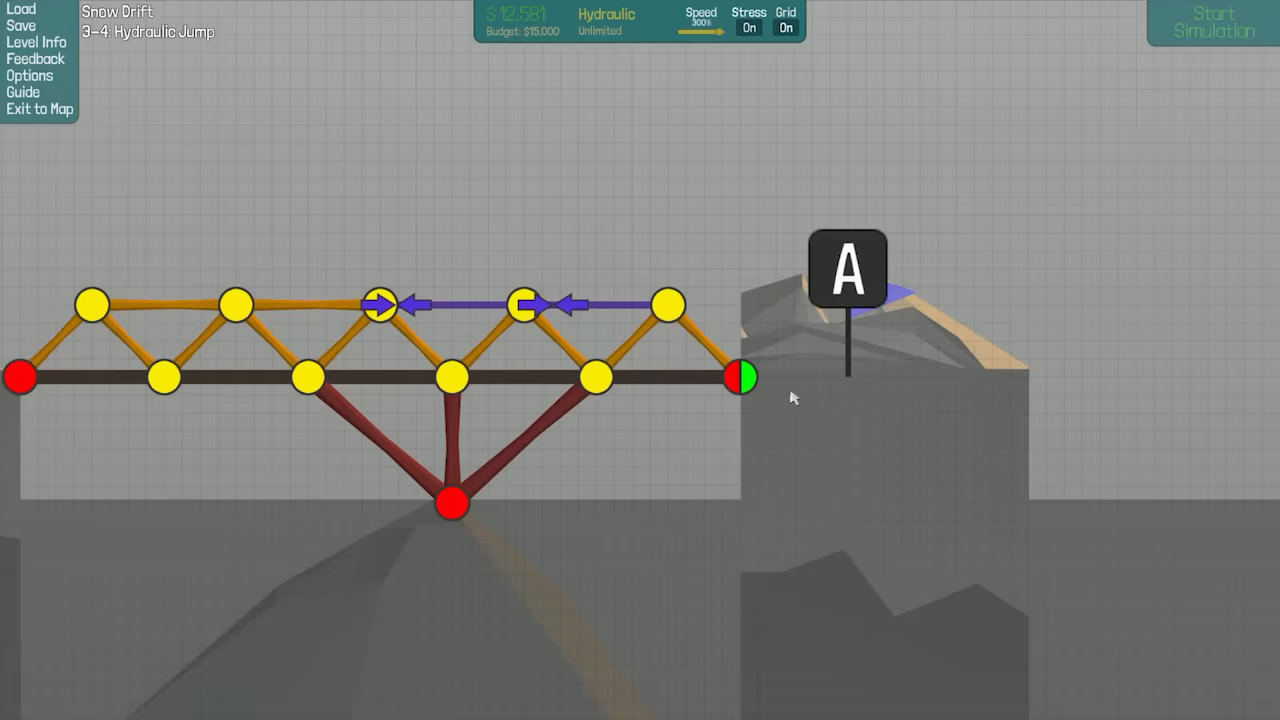 Load
Save
Level Info
Feedback
Options
Guide
Exit to Map
Snow Drift
3-4: Hydraulic Jump
$ 12,581
Budget: $15,000
Hydraulic
Unlimited
Speed
300%
Stress
On
Grid
On
Start
Simulation
A